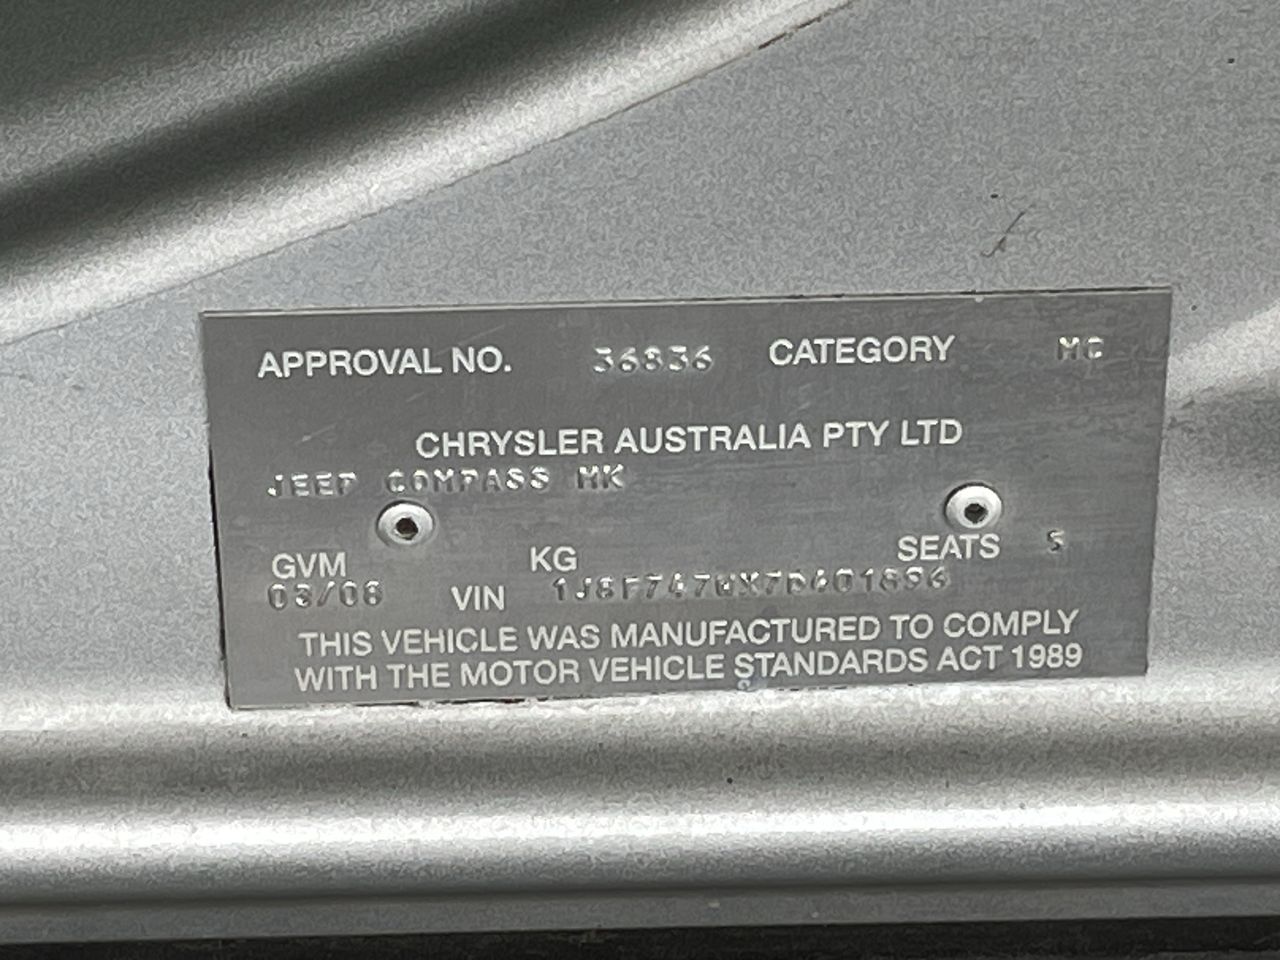 APPROVAL NO. 36836 CATEGORY MC
CHRYSLER AUSTRALIA PTY LTD
JEEP COMPASS MK
GVM KG SEATS 5
03/08 VIN
THIS VEHICLE WAS MANUFACTURED TO COMPLY
WITH THE MOTOR VEHICLE STANDARDS ACT 1989